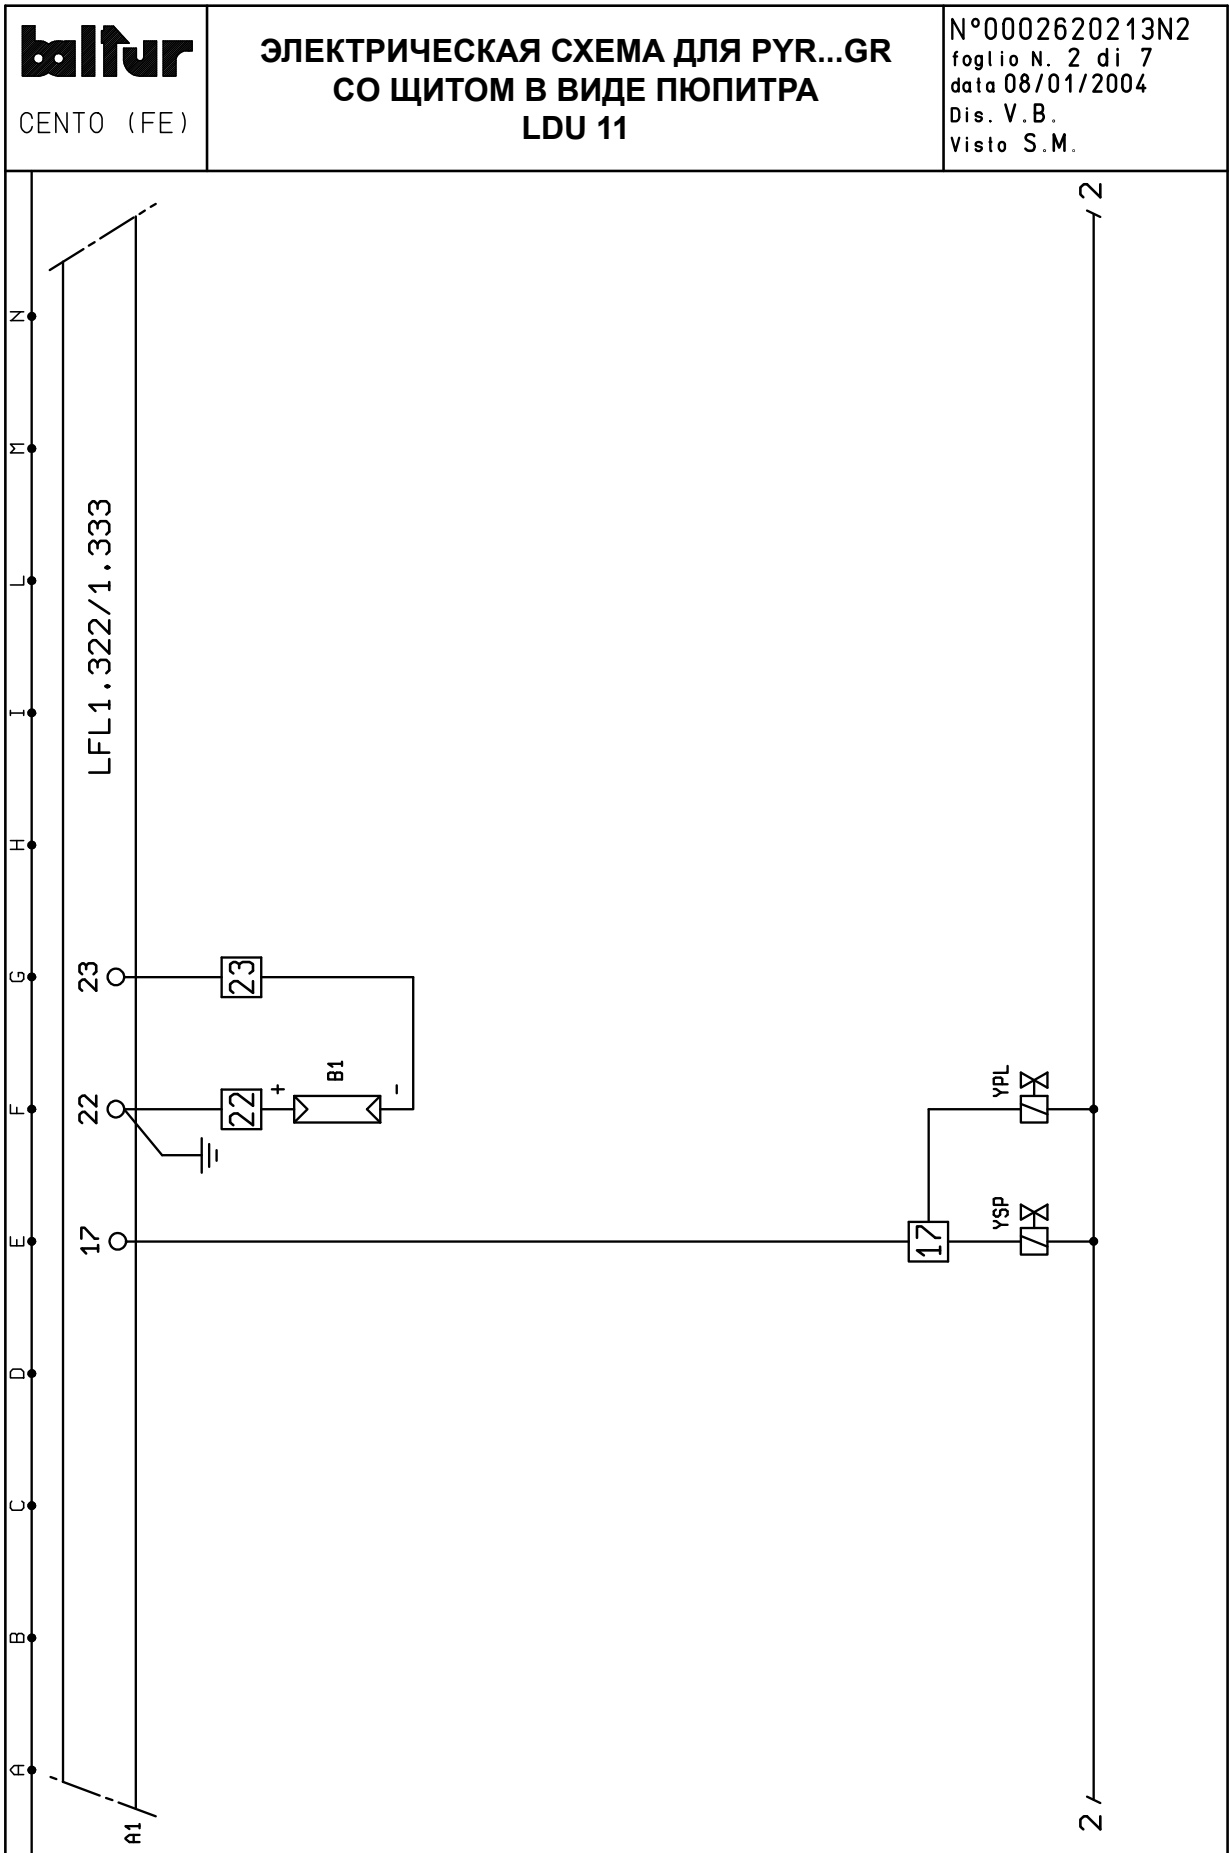 baltur
CENTO (FE)
ЭЛЕКТРИЧЕСКАЯ СХЕМА ДЛЯ PYR...GR
СО ЩИТОМ В ВИДЕ ПЮПИТРА
LDU 11
N°0002620213N2
foglio N. 2 di 7
data 08/01/2004
Dis. V.B.
Visto S.M.
2
N
M
L
I
H
G
F
E
D
C
B
A
LFL1.322/1.333
23
23
22
22
+
B1
-
17
17
YPL
YSP
A1
2